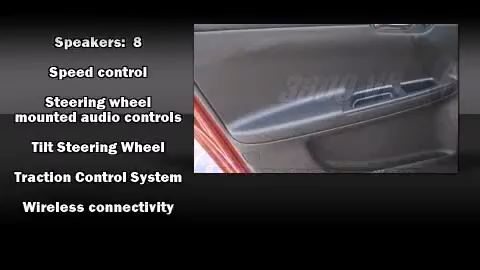 Speakers: 8
Speed control
Steering wheel
mounted audio controls
Tilt Steering Wheel
Traction Control System
Wireless connectivity